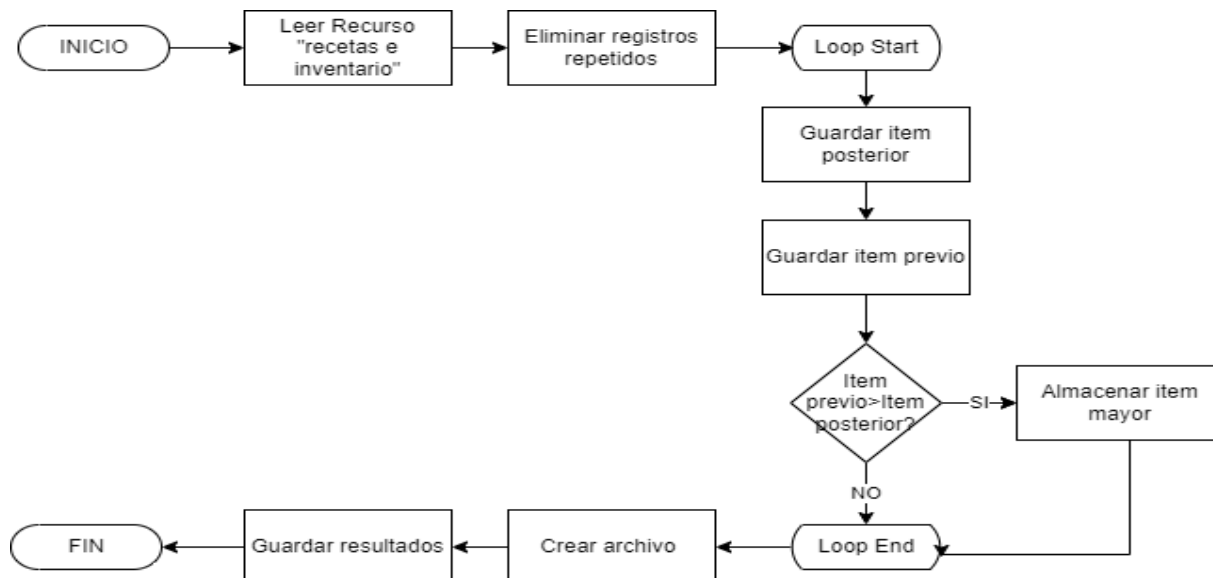 INICIO
Leer Recurso
"recetas e
inventario"
Eliminar registros
repetidos
Loop Start
Guardar item
posterior
Guardar item previo
Item
previo>Item
posterior?
SI
Almacenar item
mayor
NO
Loop End
Crear archivo
Guardar resultados
FIN